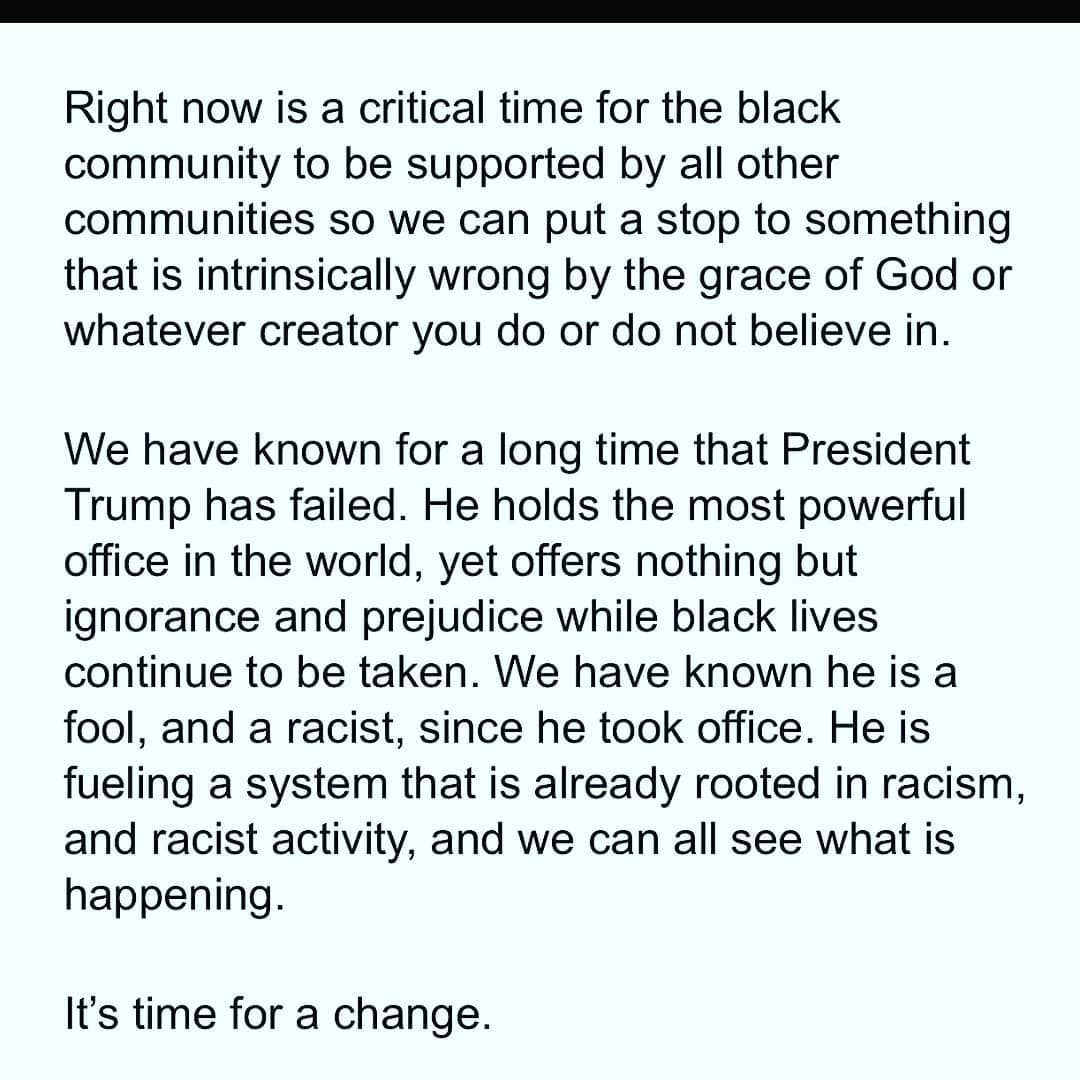 Right now is a critical time for the black
community to be supported by all other
communities so we can put a stop to something
that is intrinsically wrong by the grace of God or
whatever creator you do or do not believe in.
We have known for a long time that President
Trump has failed. He holds the most powerful
office in the world, yet offers nothing but
ignorance and prejudice while black lives
continue to be taken. We have known he is a
fool, and a racist, since he took office. He is
fueling a system that is already rooted in racism,
and racist activity, and we can all see what is
happening.
It’s time for a change.